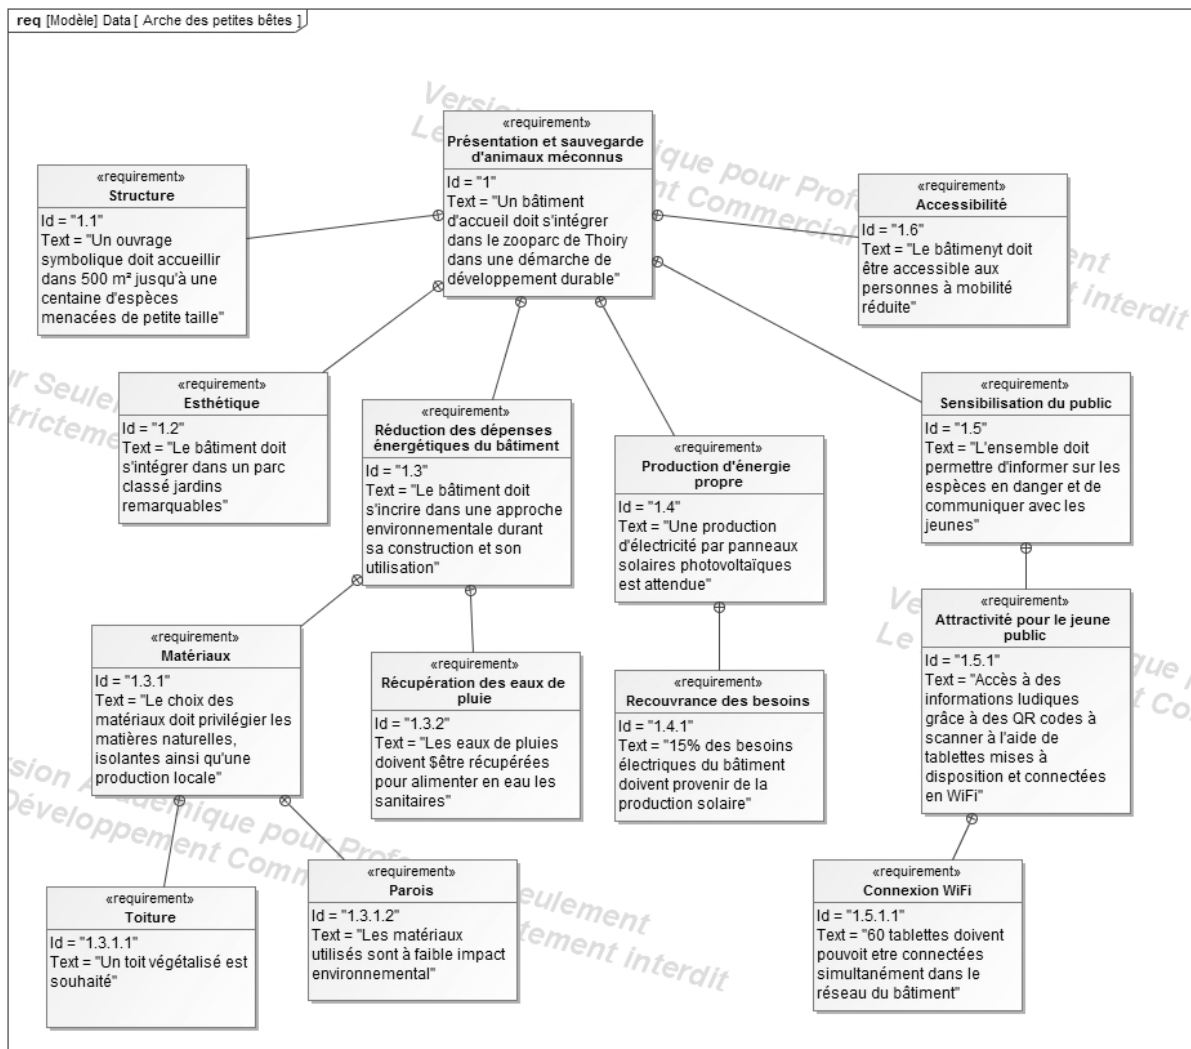 req [Modèle] Data [ Arche des petites bêtes ]
«requirement»
Présentation et sauvegarde
d'animaux méconnus
Id = "1"
Text = "Un bâtiment
d'accueil doit s'intégrer
dans le zooparc de Thoiry
dans une démarche de
développement durable"
«requirement»
Structure
Id = "1.1"
Text = "Un ouvrage
symbolique doit accueillir
dans 500 m² jusqu'à une
centaine d'espèces
menacées de petite taille"
«requirement»
Accessibilité
Id = "1.6"
Text = "Le bâtimenyt doit
être accessible aux
personnes à mobilité
réduite"
«requirement»
Esthétique
Id = "1.2"
Text = "Le bâtiment doit
s'intégrer dans un parc
classé jardins
remarquables"
«requirement»
Réduction des dépenses
énergétiques du bâtiment
Id = "1.3"
Text = "Le bâtiment doit
s'incrire dans une approche
environnementale durant
sa construction et son
utilisation"
«requirement»
Production d'énergie
propre
Id = "1.4"
Text = "Une production
d'électricité par panneaux
solaires photovoltaïques
est attendue"
«requirement»
Sensibilisation du public
Id = "1.5"
Text = "L'ensemble doit
permettre d'informer sur les
espèces en danger et de
communiquer avec les
jeunes"
«requirement»
Matériaux
Id = "1.3.1"
Text = "Le choix des
matériaux doit privilégier les
matières naturelles,
isolantes ainsi qu'une
production locale"
«requirement»
Récupération des eaux de
pluie
Id = "1.3.2"
Text = "Les eaux de pluies
doivent $être récupérées
pour alimenter en eau les
sanitaires"
«requirement»
Recouvrance des besoins
Id = "1.4.1"
Text = "15% des besoins
électriques du bâtiment
doivent provenir de la
production solaire"
«requirement»
Attractivité pour le jeune
public
Id = "1.5.1"
Text = "Accès à des
informations ludiques
grâce à des QR codes à
scanner à l'aide de
tablettes mises à
disposition et connectées
en WiFi"
«requirement»
Toiture
Id = "1.3.1.1"
Text = "Un toit végétalisé est
souhaité"
«requirement»
Parois
Id = "1.3.1.2"
Text = "Les matériaux
utilisés sont à faible impact
environnemental"
«requirement»
Connexion WiFi
Id = "1.5.1.1"
Text = "60 tablettes doivent
pouvoit etre connectées
simultanément dans le
réseau du bâtiment"